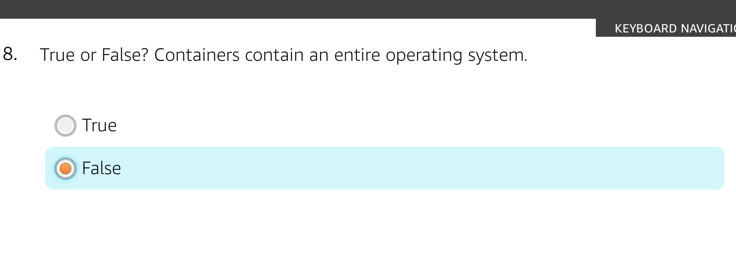 KEYBOARD NAVIGATI
8. True or False? Containers contain an entire operating system.
True
False